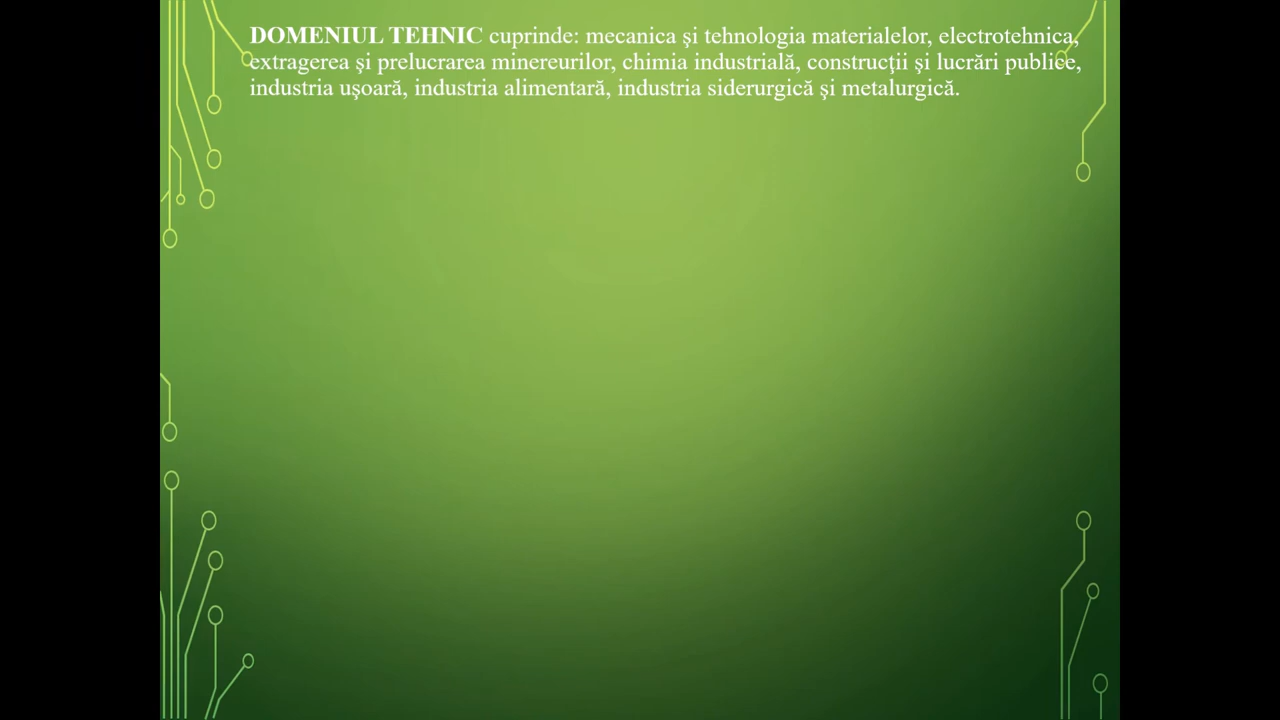 DOMENIUL TEHNIC cuprinde: mecanica şi tehnologia materialelor, electrotehnica,
extragerea şi prelucrarea minereurilor, chimia industrială, construcţii şi lucrări publice,
industria uşoară, industria alimentară, industria siderurgică şi metalurgică.